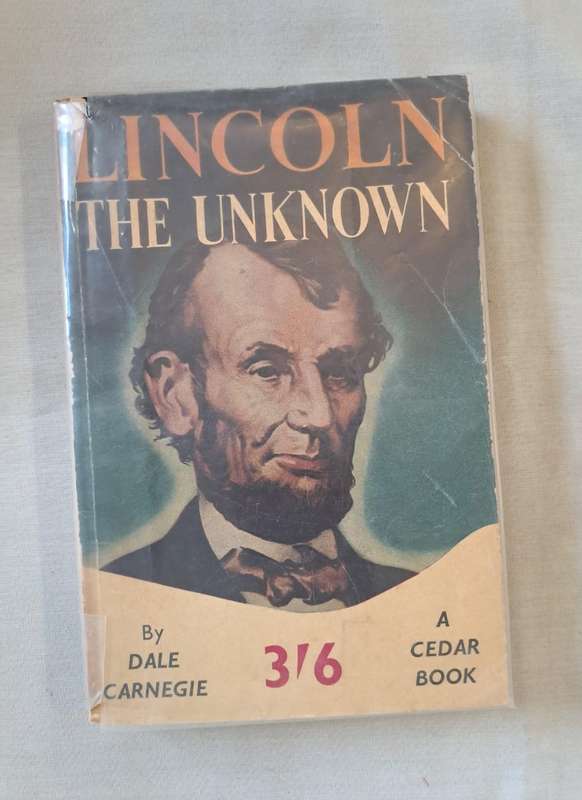 LINCOLN
THE UNKNOWN
By
DALE
CARNEGIE
3/6
A
CEDAR
BOOK